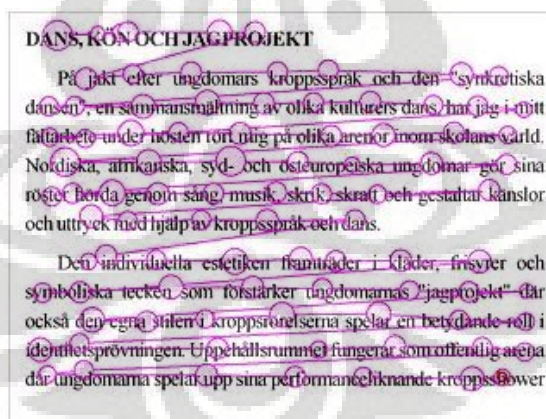 DANS, KÖN OCH JAGPROJEKT
På jakt efter ungdomars kroppsspråk och den "synkretiska
dansen", en sammansmältning av olika kulturers dans, har jag i mitt
fältarbete under hösten rört mig på olika arenor inom skolans värld.
Nordiska, afrikanska, syd- och östeuropeiska ungdomar gör sina
röster hörda genom sång, musik, skrik, skratt och gestaltar känslor
och uttryck med hjälp av kroppsspråk och dans.
Den individuella estetiken framträder i kläder, frisyrer och
symboliska tecken som förstärker ungdomarnas "jagprojekt" där
också den egna stilen i kroppsrörelserna spelar en betydande roll i
identitetsprövningen. Uppehållsrummet fungerar som offentlig arena
där ungdomarna spelar upp sina performanceliknande kroppsshower